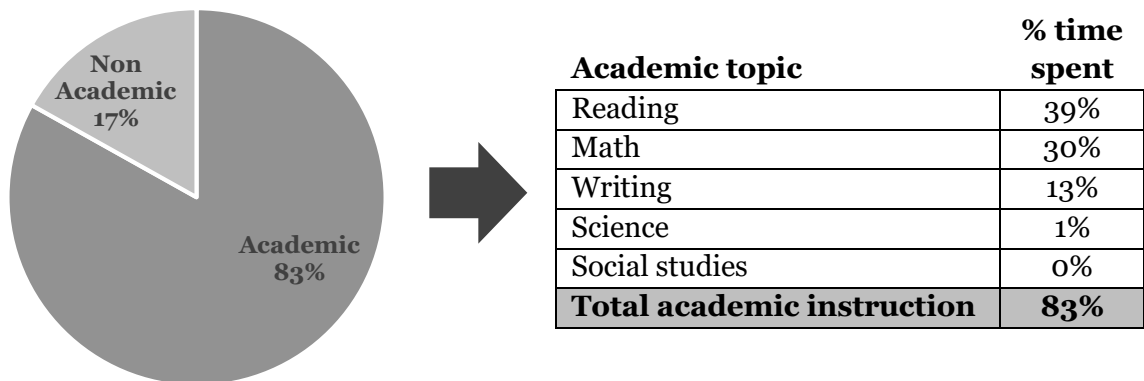 Non
Academic
17%
Academic
83%
% time
Academic topic spent
Reading 39%
Math 30%
Writing 13%
Science 1%
Social studies 0%
Total academic instruction 83%